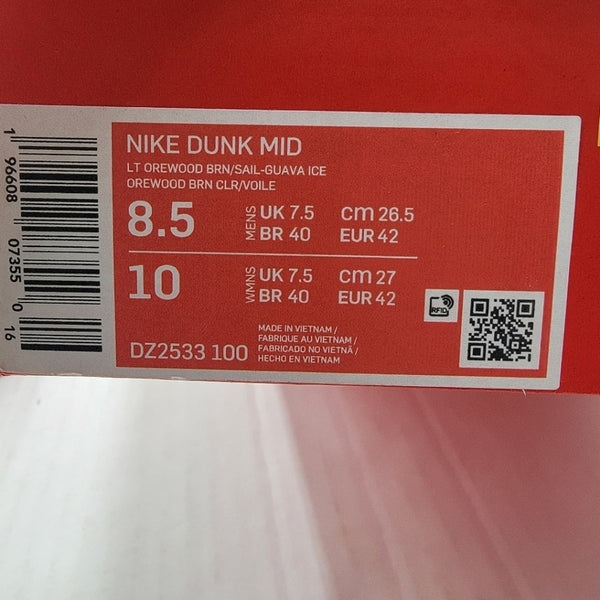 NIKE DUNK MID
LT OREWOOD BRN/SAIL-GUAVA ICE
OREWOOD BRN CLR/VOILE
8.5 MENS UK 7.5 cm 26.5
BR 40 EUR 42
10 WMNS UK 7.5 cm 27
BR 40 EUR 42
RFID
MADE IN VIETNAM /
FABRIQUE AU VIETNAM /
FABRICADO NO VIETNÃ /
HECHO EN VIETNAM
DZ2533 100
1 96608 07355 0 16